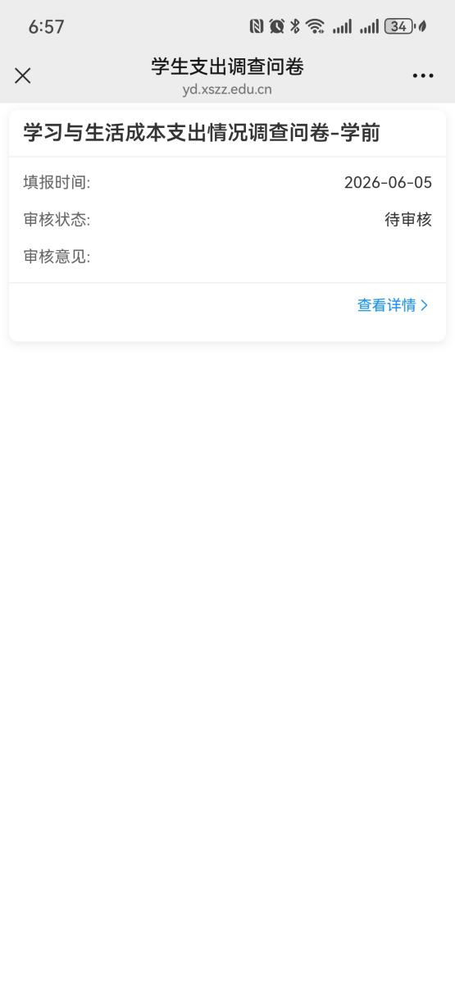 6:57
34
学生支出调查问卷
yd.xszz.edu.cn
学习与生活成本支出情况调查问卷-学前
填报时间: 2026-06-05
审核状态: 待审核
审核意见:
查看详情